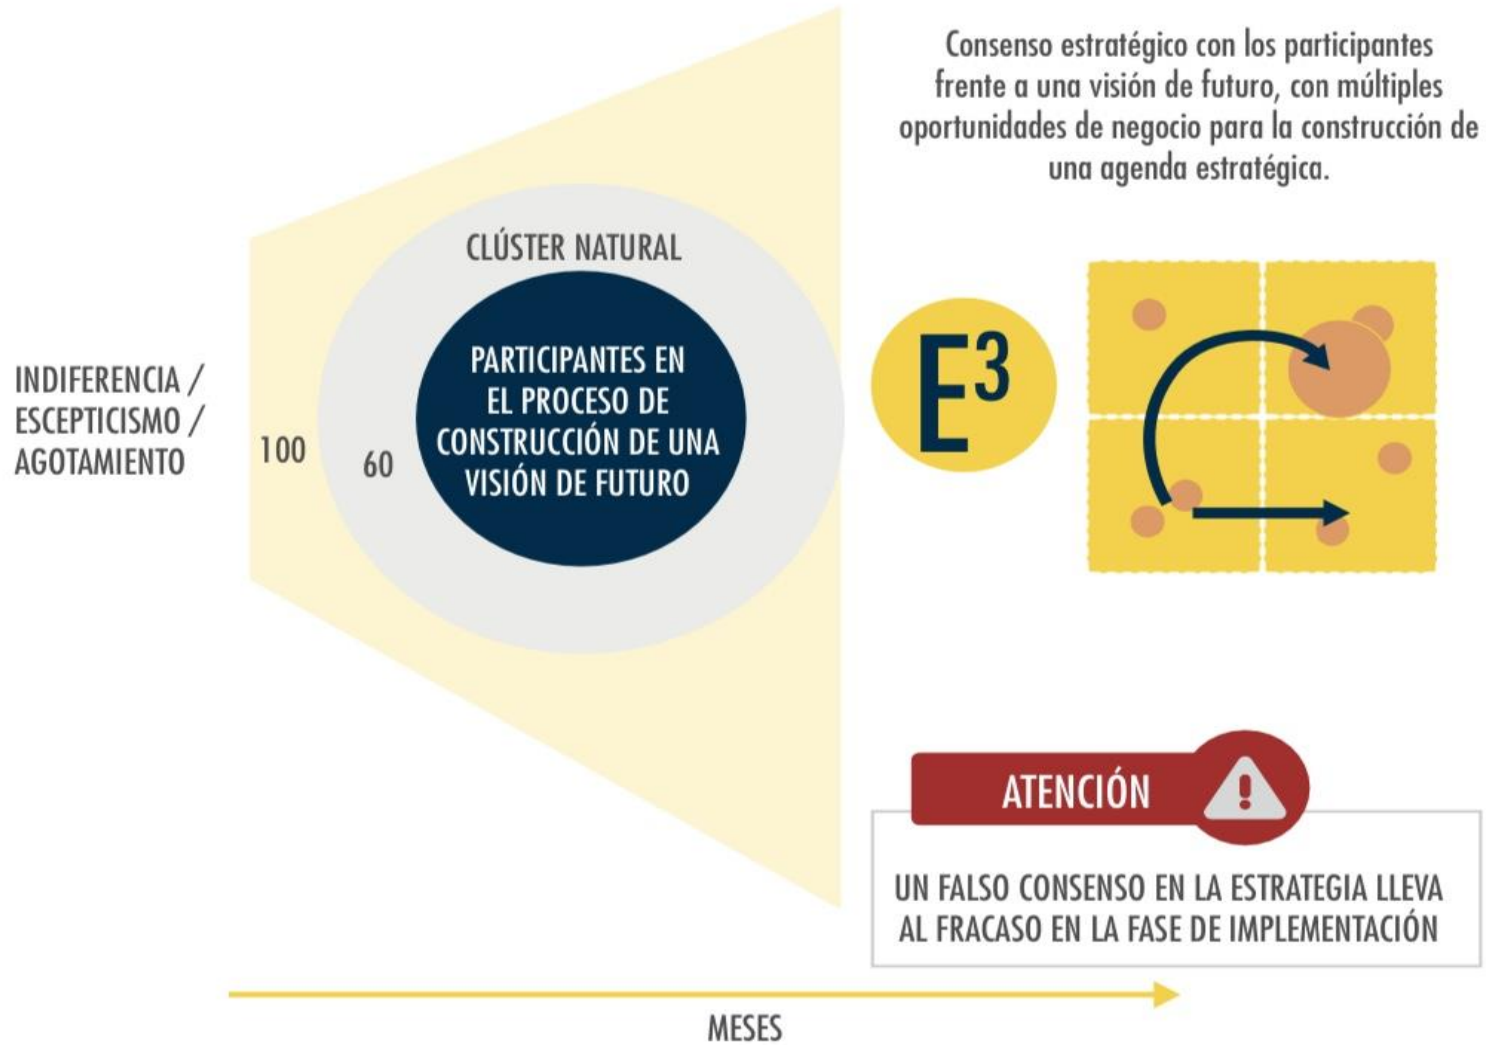 Consenso estratégico con los participantes
frente a una visión de futuro, con múltiples
oportunidades de negocio para la construcción de
una agenda estratégica.
CLÚSTER NATURAL
PARTICIPANTES EN
EL PROCESO DE
CONSTRUCCIÓN DE UNA
VISIÓN DE FUTURO
INDIFERENCIA /
ESCEPTICISMO /
AGOTAMIENTO
100
60
E³
ATENCIÓN
UN FALSO CONSENSO EN LA ESTRATEGIA LLEVA
AL FRACASO EN LA FASE DE IMPLEMENTACIÓN
MESES